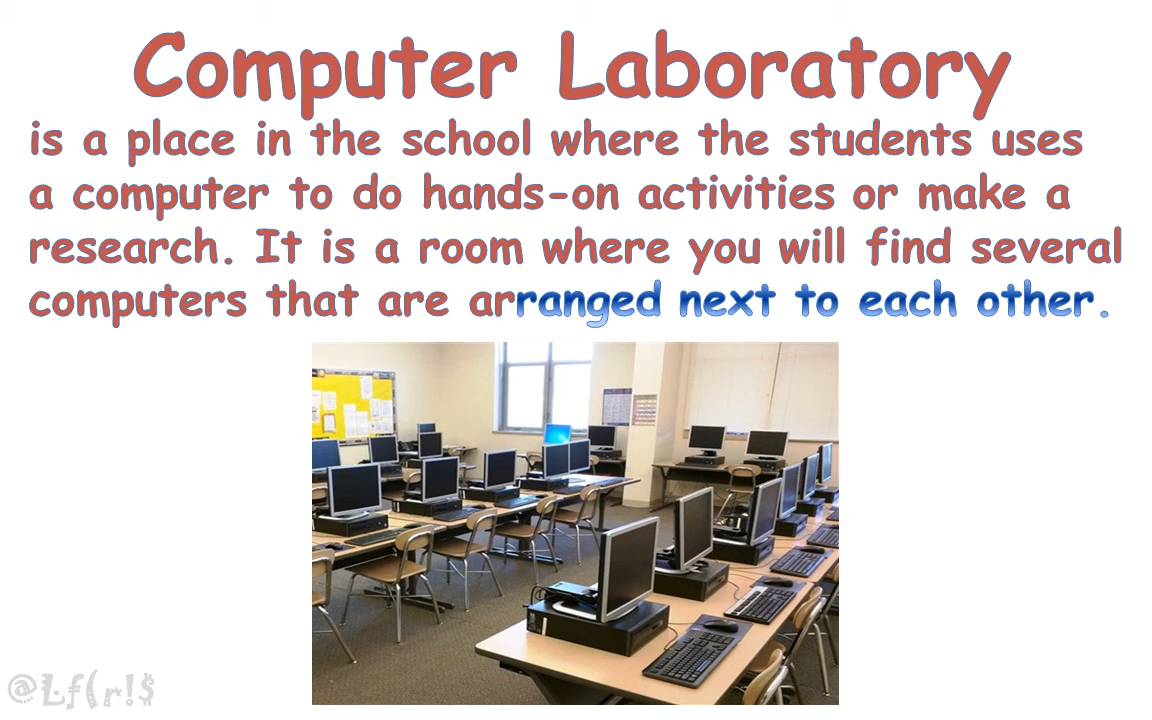 Computer Laboratory
is a place in the school where the students uses
a computer to do hands-on activities or make a
research. It is a room where you will find several
computers that are arranged next to each other.